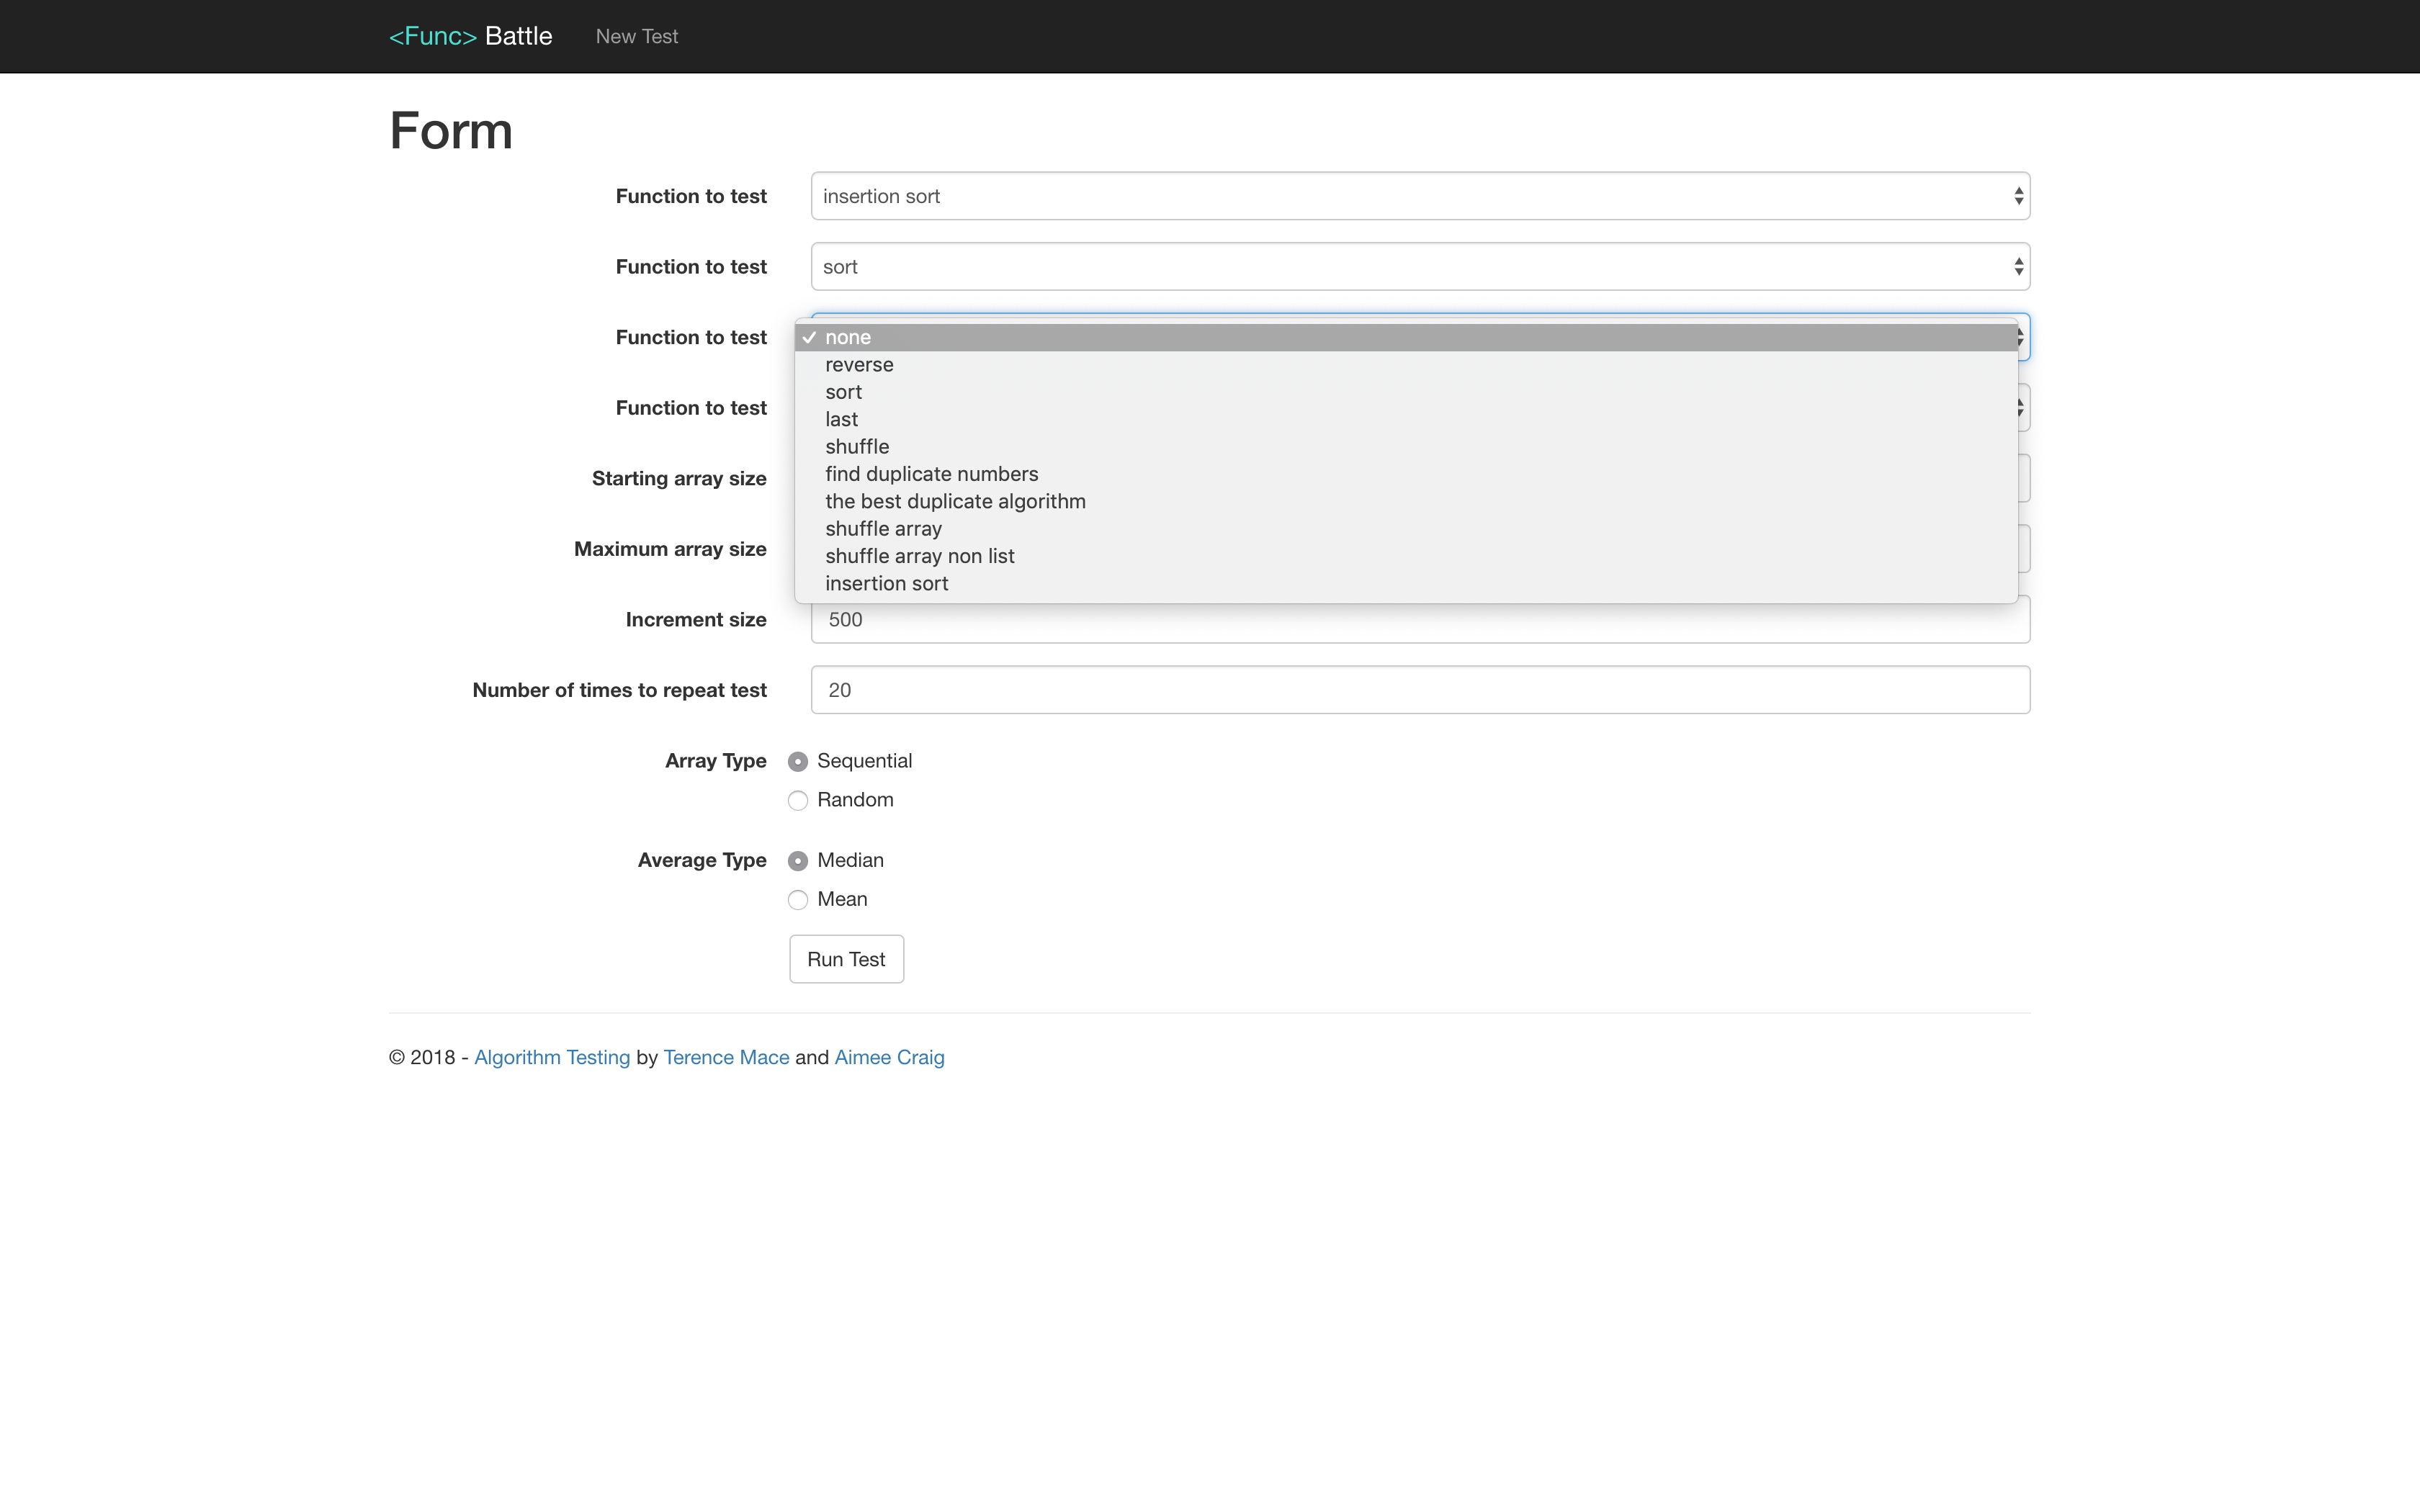 <Func> Battle New Test
Form
Function to test insertion sort
Function to test sort
Function to test ✓ none
reverse
sort
Function to test
last
shuffle
Starting array size
find duplicate numbers
the best duplicate algorithm
shuffle array
Maximum array size
shuffle array non list
insertion sort
Increment size 500
Number of times to repeat test 20
Array Type Sequential
Random
Average Type Median
Mean
Run Test
© 2018 - Algorithm Testing by Terence Mace and Aimee Craig